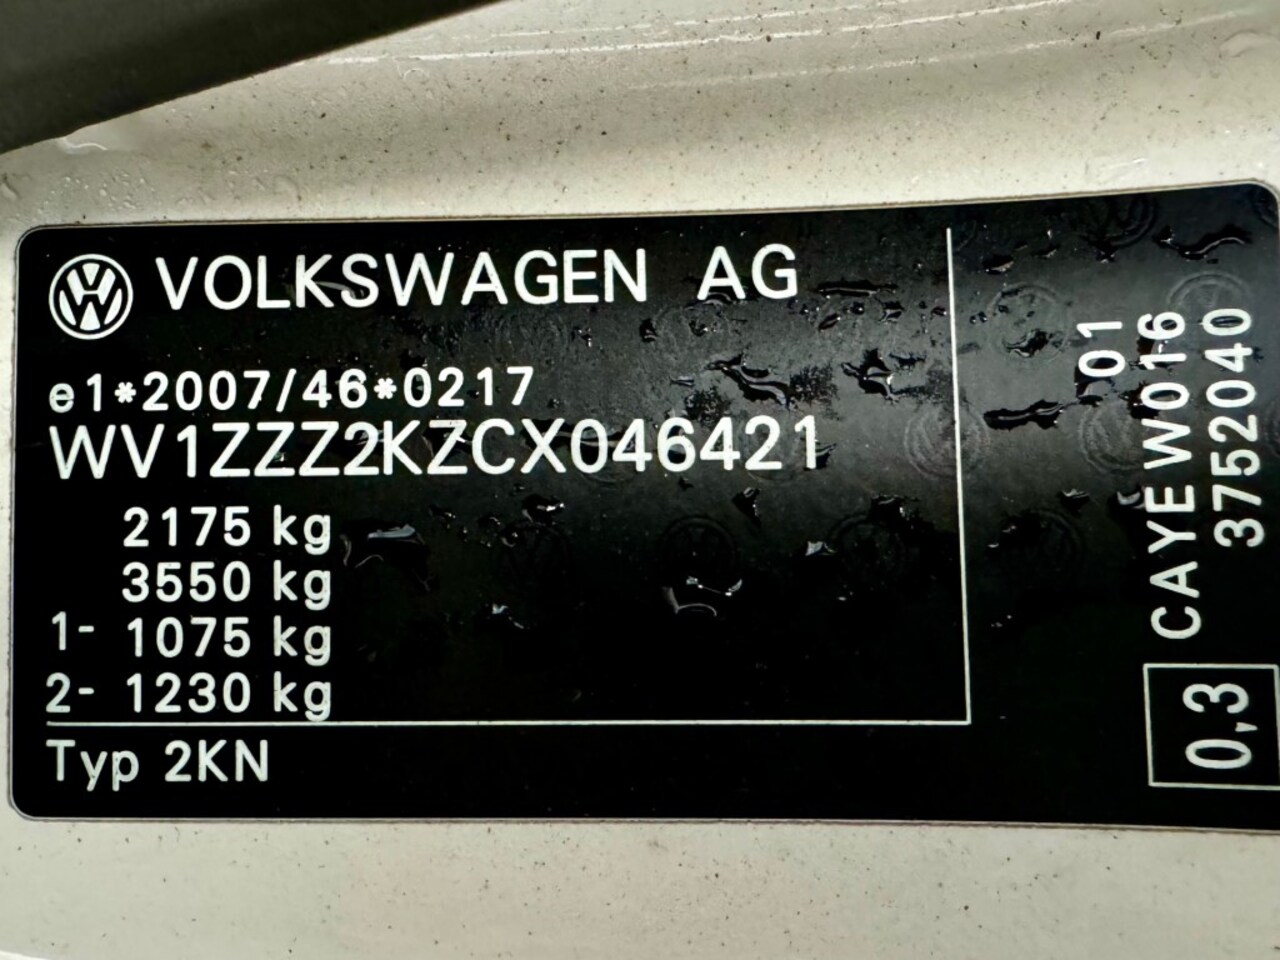 VOLKSWAGEN AG
e1*2007/46*0217
WV1ZZZ2KZCX046421
2175 kg
3550 kg
1- 1075 kg
2- 1230 kg
Typ 2KN
01
CAYE W016
3752040
0,3